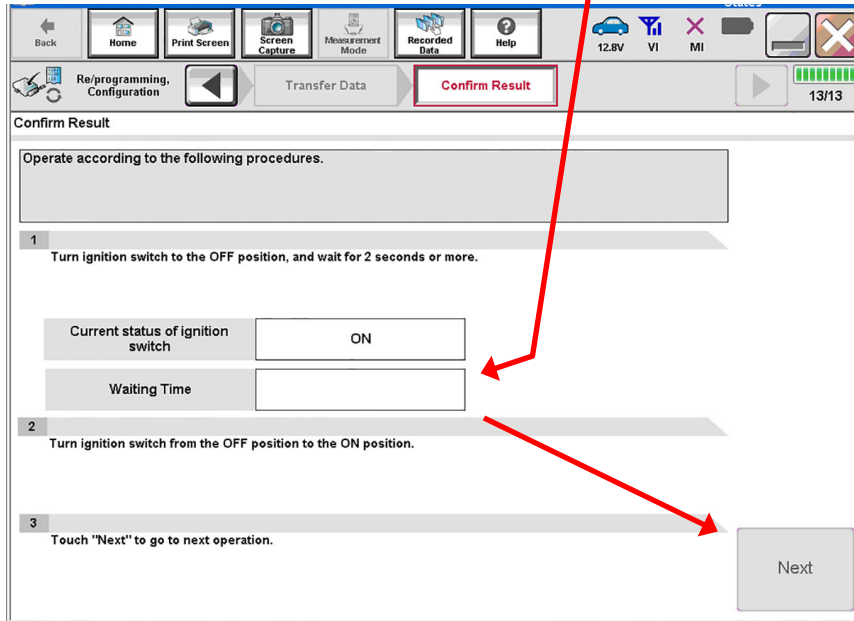 States
Back
Home
Print Screen
Screen
Capture
Measurement
Mode
Recorded
Data
Help
12.8V
VI
MI
Re/programming,
Configuration
Transfer Data
Confirm Result
13/13
Confirm Result
Operate according to the following procedures.
1
Turn ignition switch to the OFF position, and wait for 2 seconds or more.
Current status of ignition
switch
ON
Waiting Time
2
Turn ignition switch from the OFF position to the ON position.
3
Touch "Next" to go to next operation.
Next